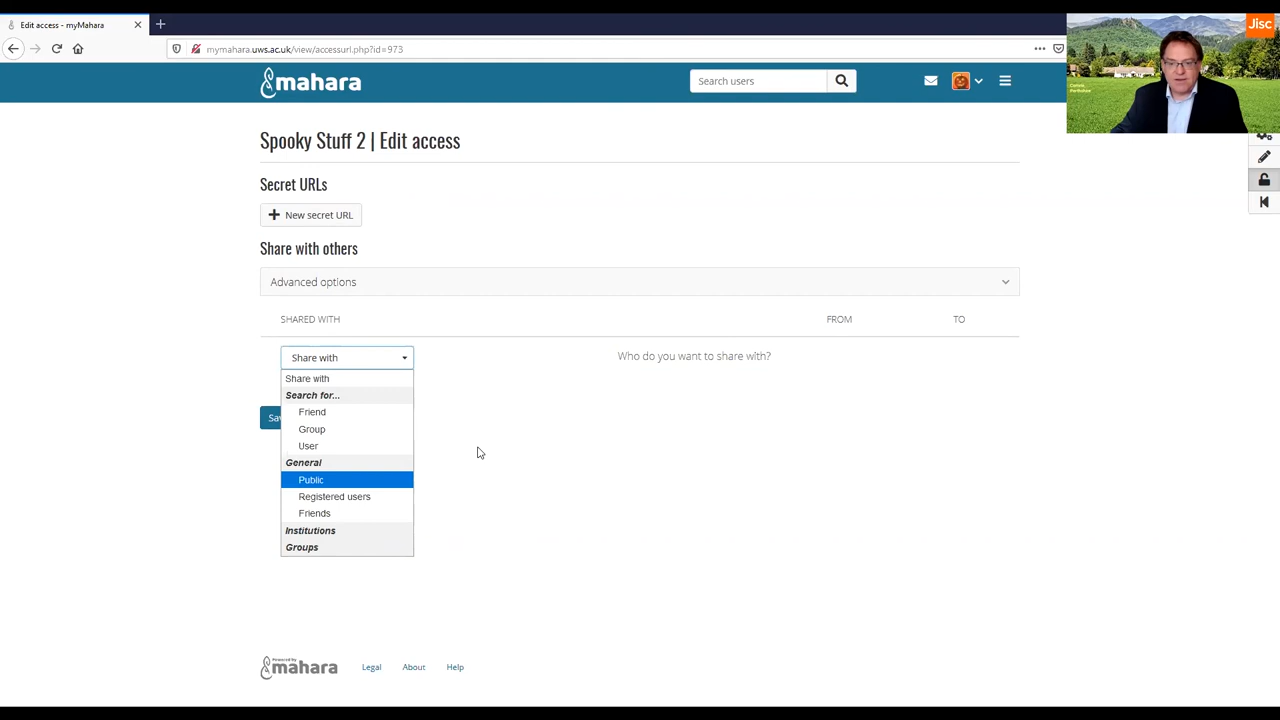 Edit access - myMahara
Jisc
mymahara.uws.ac.uk/view/accessurl.php?id=973
mahara
Search users
Spooky Stuff 2 | Edit access
Secret URLs
New secret URL
Share with others
Advanced options
SHARED WITH
FROM
TO
Share with
Who do you want to share with?
Share with
Search for...
Friend
Sav
Group
User
General
Public
Registered users
Friends
Institutions
Groups
Powered by
mahara
Legal
About
Help